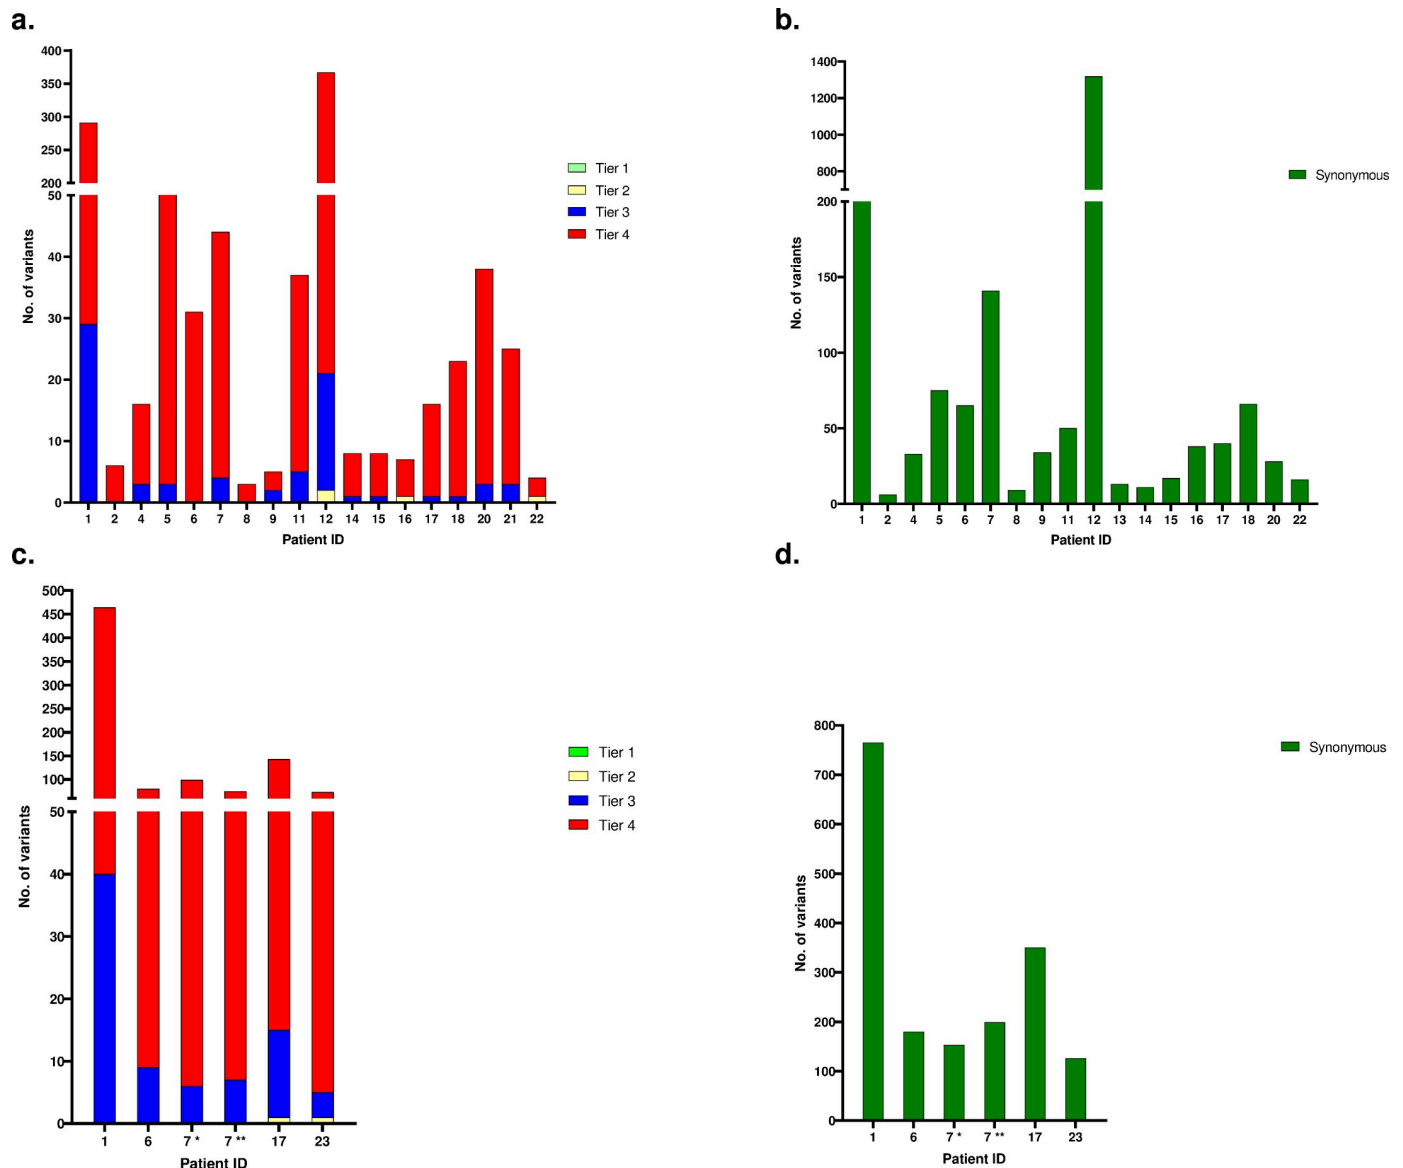 a.
No. of variants
400
350
300
250
200
50
40
30
20
10
0
1 2 4 5 6 7 8 9 11 12 14 15 16 17 18 20 21 22
Patient ID
Tier 1
Tier 2
Tier 3
Tier 4
b.
No. of variants
1400
1200
1000
800
200
150
100
50
0
1 2 4 5 6 7 8 9 11 12 13 14 15 16 17 18 20 22
Patient ID
Synonymous
c.
No. of variants
500
450
400
350
300
250
200
150
100
50
40
30
20
10
0
1 6 7 * 7 ** 17 23
Patient ID
Tier 1
Tier 2
Tier 3
Tier 4
d.
No. of variants
800
700
600
500
400
300
200
100
0
1 6 7 * 7 ** 17 23
Patient ID
Synonymous